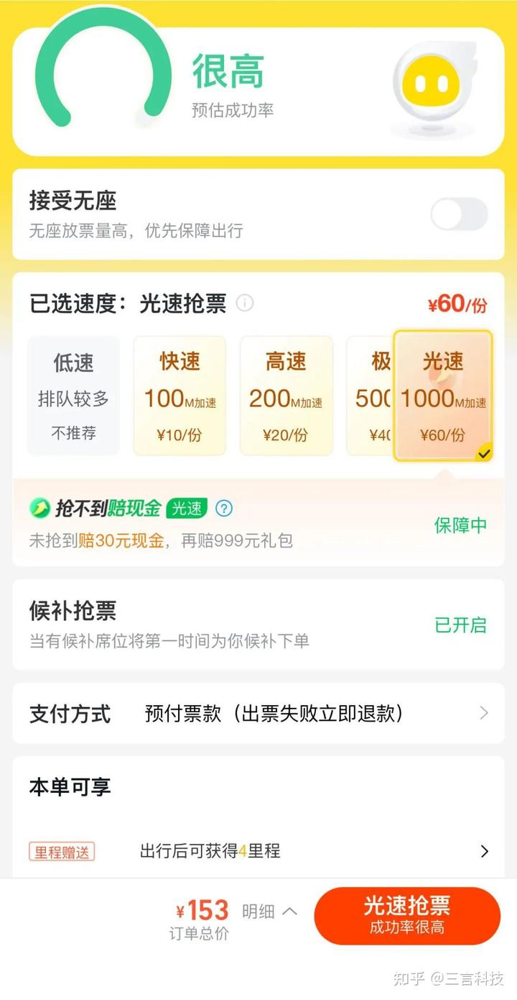 很高
预估成功率
接受无座
无座放票量高，优先保障出行
已选速度：光速抢票
¥60/份
低速
排队较多
不推荐
快速
100M加速
¥10/份
高速
200M加速
¥20/份
极
500
¥40
光速
1000M加速
¥60/份
抢不到赔现金 光速 ?
未抢到赔30元现金，再赔999元礼包
保障中
候补抢票
当有候补席位将第一时间为你候补下单
已开启
支付方式 预付票款（出票失败立即退款）
本单可享
里程赠送 出行后可获得4里程
¥153 明细
订单总价
光速抢票
成功率很高
知乎 @三言科技